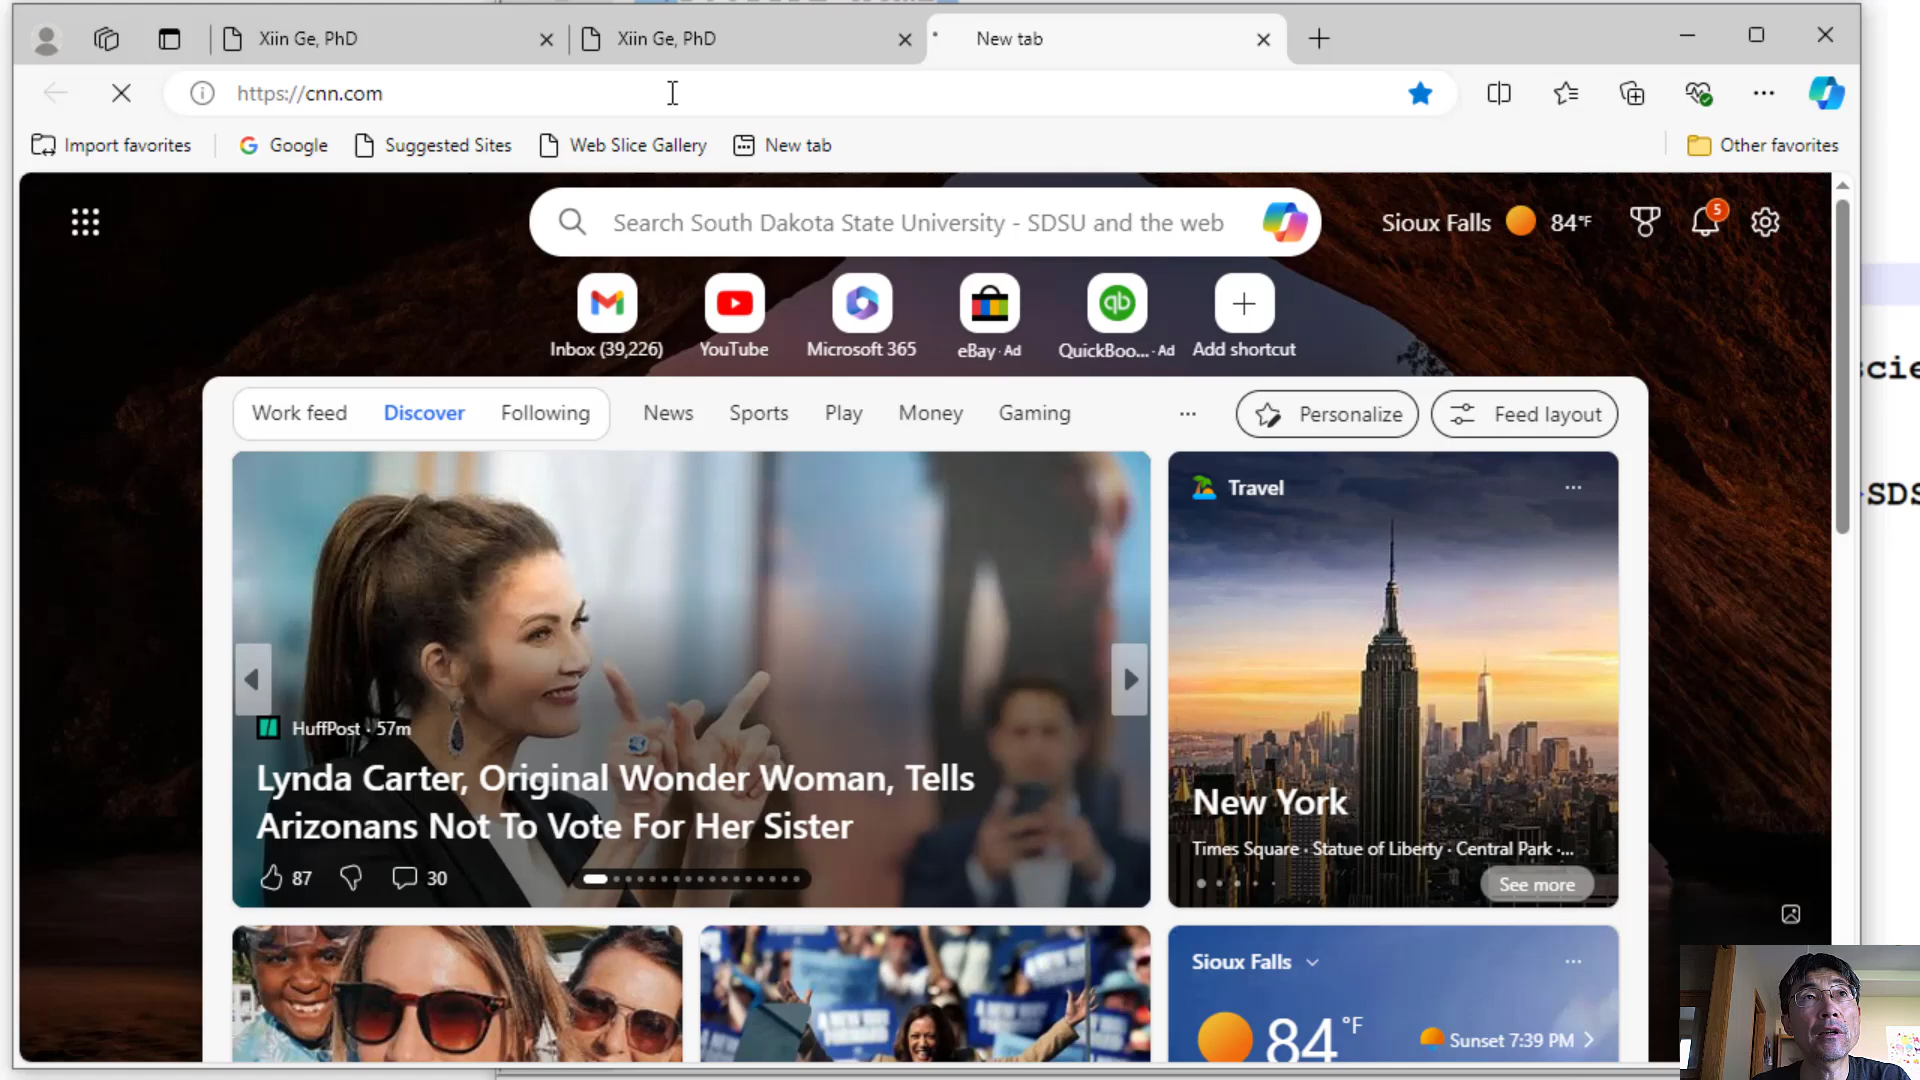 Xiin Ge, PhD
Xiin Ge, PhD
New tab
https://cnn.com
Import favorites
Google
Suggested Sites
Web Slice Gallery
New tab
Other favorites
Search South Dakota State University - SDSU and the web
Sioux Falls
84°F
5
Inbox (39,226)
YouTube
Microsoft 365
eBay · Ad
QuickBoo... · Ad
Add shortcut
Work feed
Discover
Following
News
Sports
Play
Money
Gaming
Personalize
Feed layout
HuffPost · 57m
Lynda Carter, Original Wonder Woman, Tells
Arizonans Not To Vote For Her Sister
87
30
Travel
New York
Times Square · Statue of Liberty · Central Park ·...
See more
Sioux Falls
84 °F
Sunset 7:39 PM
qb